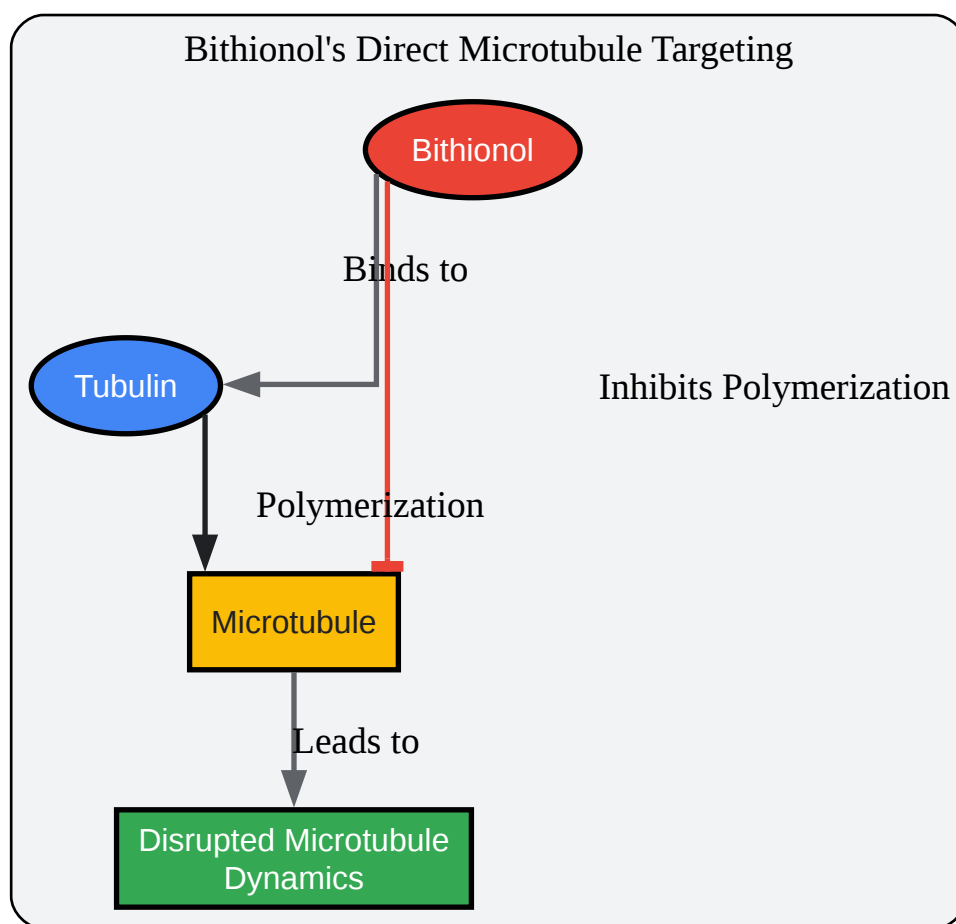 Bithionol's Direct Microtubule Targeting
Bithionol
Binds to
Tubulin
Inhibits Polymerization
Polymerization
Microtubule
Leads to
Disrupted Microtubule
Dynamics